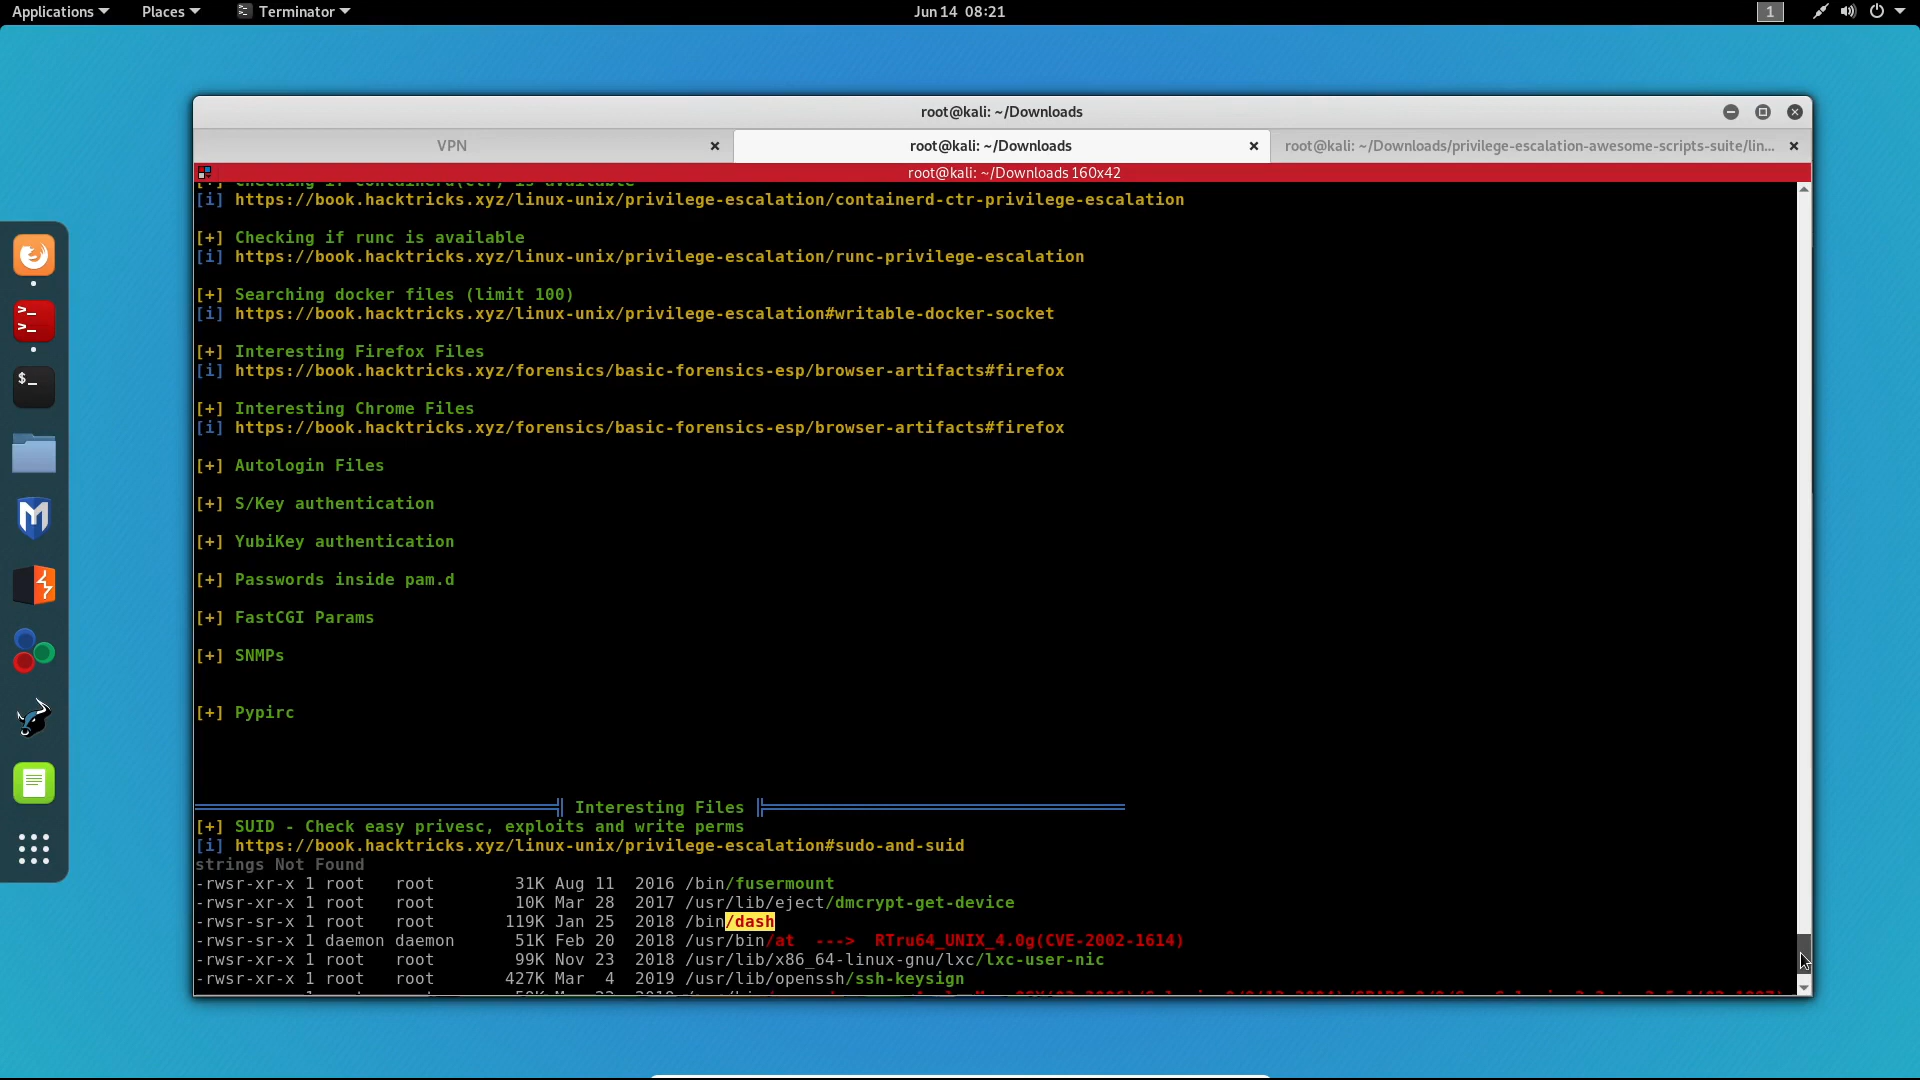 Applications Places Terminator Jun 14 08:21 1
root@kali: ~/Downloads
VPN root@kali: ~/Downloads root@kali: ~/Downloads/privilege-escalation-awesome-scripts-suite/lin...
root@kali: ~/Downloads 160x42
[+] Checking if containerd(ctr) is available
[i] https://book.hacktricks.xyz/linux-unix/privilege-escalation/containerd-ctr-privilege-escalation
[+] Checking if runc is available
[i] https://book.hacktricks.xyz/linux-unix/privilege-escalation/runc-privilege-escalation
[+] Searching docker files (limit 100)
[i] https://book.hacktricks.xyz/linux-unix/privilege-escalation#writable-docker-socket
[+] Interesting Firefox Files
[i] https://book.hacktricks.xyz/forensics/basic-forensics-esp/browser-artifacts#firefox
[+] Interesting Chrome Files
[i] https://book.hacktricks.xyz/forensics/basic-forensics-esp/browser-artifacts#firefox
[+] Autologin Files
[+] S/Key authentication
[+] YubiKey authentication
[+] Passwords inside pam.d
[+] FastCGI Params
[+] SNMPs
[+] Pypirc
Interesting Files
[+] SUID - Check easy privesc, exploits and write perms
[i] https://book.hacktricks.xyz/linux-unix/privilege-escalation#sudo-and-suid
strings Not Found
-rwsr-xr-x 1 root root 31K Aug 11 2016 /bin/fusermount
-rwsr-xr-x 1 root root 10K Mar 28 2017 /usr/lib/eject/dmcrypt-get-device
-rwsr-sr-x 1 root root 119K Jan 25 2018 /bin/dash
-rwsr-sr-x 1 daemon daemon 51K Feb 20 2018 /usr/bin/at ---> RTru64_UNIX_4.0g(CVE-2002-1614)
-rwsr-xr-x 1 root root 99K Nov 23 2018 /usr/lib/x86_64-linux-gnu/lxc/lxc-user-nic
-rwsr-xr-x 1 root root 427K Mar 4 2019 /usr/lib/openssh/ssh-keysign